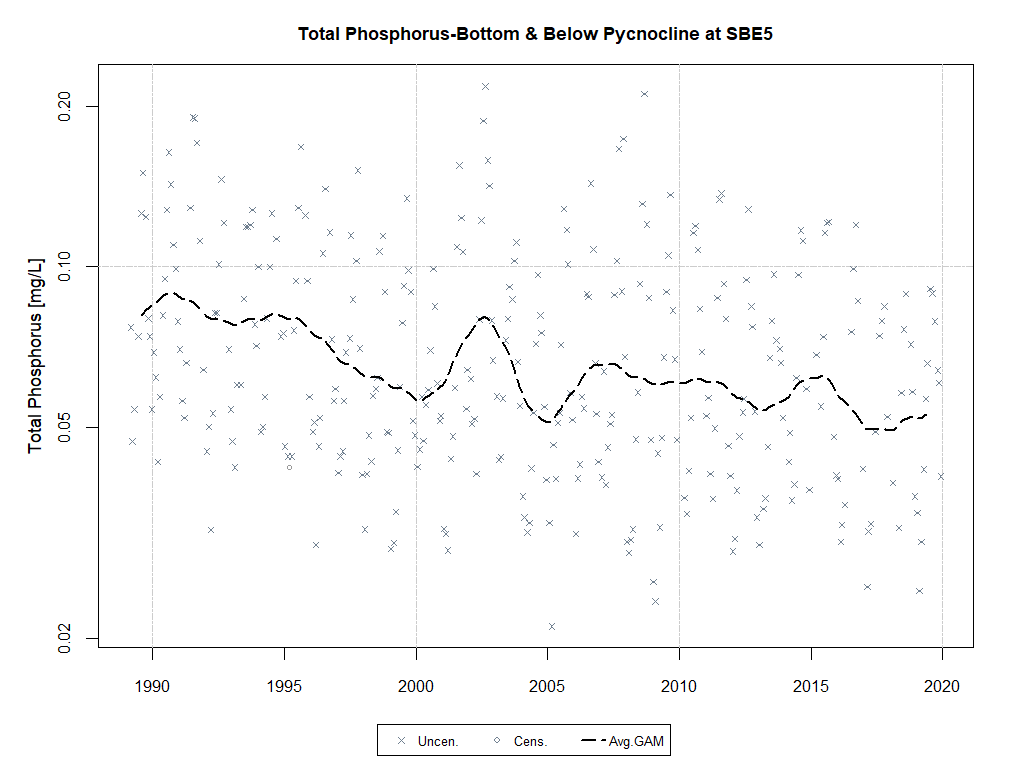 Total Phosphorus-Bottom & Below Pycnocline at SBE5
Total Phosphorus [mg/L]
0.20
0.10
0.05
0.02
1990 1995 2000 2005 2010 2015 2020
Uncen. Cens. Avg.GAM